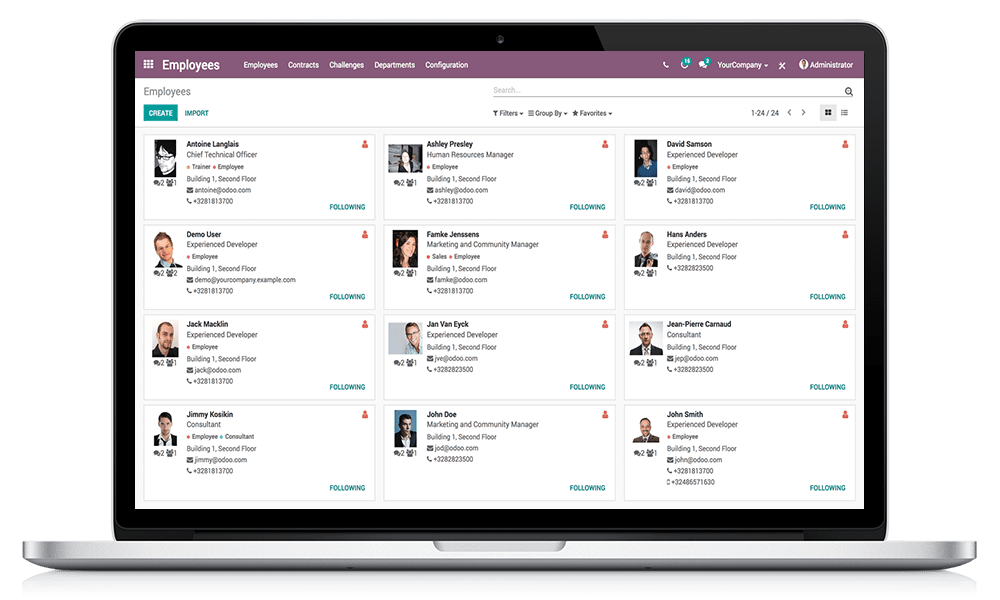 Employees Employees Contracts Challenges Departments Configuration 15 2 YourCompany Administrator
Employees Search...
CREATE IMPORT Filters Group By Favorites 1-24 / 24
Antoine Langlais
Chief Technical Officer
Trainer Employee
Building 1, Second Floor
2 1 antoine@odoo.com
+3281813700
FOLLOWING
Ashley Presley
Human Resources Manager
Employee
Building 1, Second Floor
2 1 ashley@odoo.com
+3281813700
FOLLOWING
David Samson
Experienced Developer
Employee
Building 1, Second Floor
2 1 david@odoo.com
+3281813700
FOLLOWING
Demo User
Experienced Developer
Employee
Building 1, Second Floor
2 2 demo@yourcompany.example.com
+3281813700
FOLLOWING
Famke Jenssens
Marketing and Community Manager
Sales Employee
Building 1, Second Floor
2 1 famke@odoo.com
+3281813700
FOLLOWING
Hans Anders
Experienced Developer
Building 1, Second Floor
2 1 +3282823500
FOLLOWING
Jack Macklin
Experienced Developer
Employee
Building 1, Second Floor
2 1 jack@odoo.com
+3281813700
FOLLOWING
Jan Van Eyck
Experienced Developer
Building 1, Second Floor
2 1 jve@odoo.com
+3282823500
FOLLOWING
Jean-Pierre Carnaud
Consultant
Building 1, Second Floor
2 1 jep@odoo.com
+3282823500
FOLLOWING
Jimmy Kosikin
Consultant
Employee Consultant
Building 1, Second Floor
2 1 jimmy@odoo.com
+3281813700
FOLLOWING
John Doe
Marketing and Community Manager
Building 1, Second Floor
2 1 jod@odoo.com
+3282823500
FOLLOWING
John Smith
Experienced Developer
Employee
Building 1, Second Floor
2 1 john@odoo.com
+3281813700
+32486571630
FOLLOWING